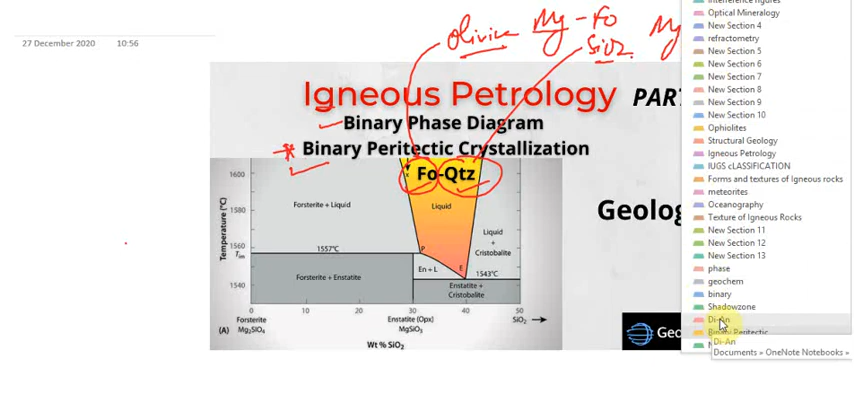 27 December 2020 10:56
olivine Mg - Fo
SiO2 Mg
Igneous Petrology PAR
Binary Phase Diagram
Binary Peritectic Crystallization
Fo-Qtz
Geolog
1600
1580
1560
Tim
1540
Temperature (°C)
Forsterite + Liquid
Liquid
Liquid
+
Cristobalite
1557°C
P
En + L
E
1543°C
Forsterite + Enstatite
Enstatite +
Cristobalite
0 10 20 30 40 50
Forsterite
Mg2SiO4
Enstatite (Opx)
MgSiO3
SiO2
(A)
Wt % SiO2
Geo
Interference figures
Optical Mineralogy
New Section 4
refractometry
New Section 5
New Section 6
New Section 7
New Section 8
New Section 9
New Section 10
Ophiolites
Structural Geology
Igneous Petrology
IUGS cLASSIFICATION
Forms and textures of Igneous rocks
meteorites
Oceanography
Texture of Igneous Rocks
New Section 11
New Section 12
New Section 13
phase
geochem
binary
Shadowzone
Di-An
Binary Peritectic
Di-An
Documents » OneNote Notebooks »